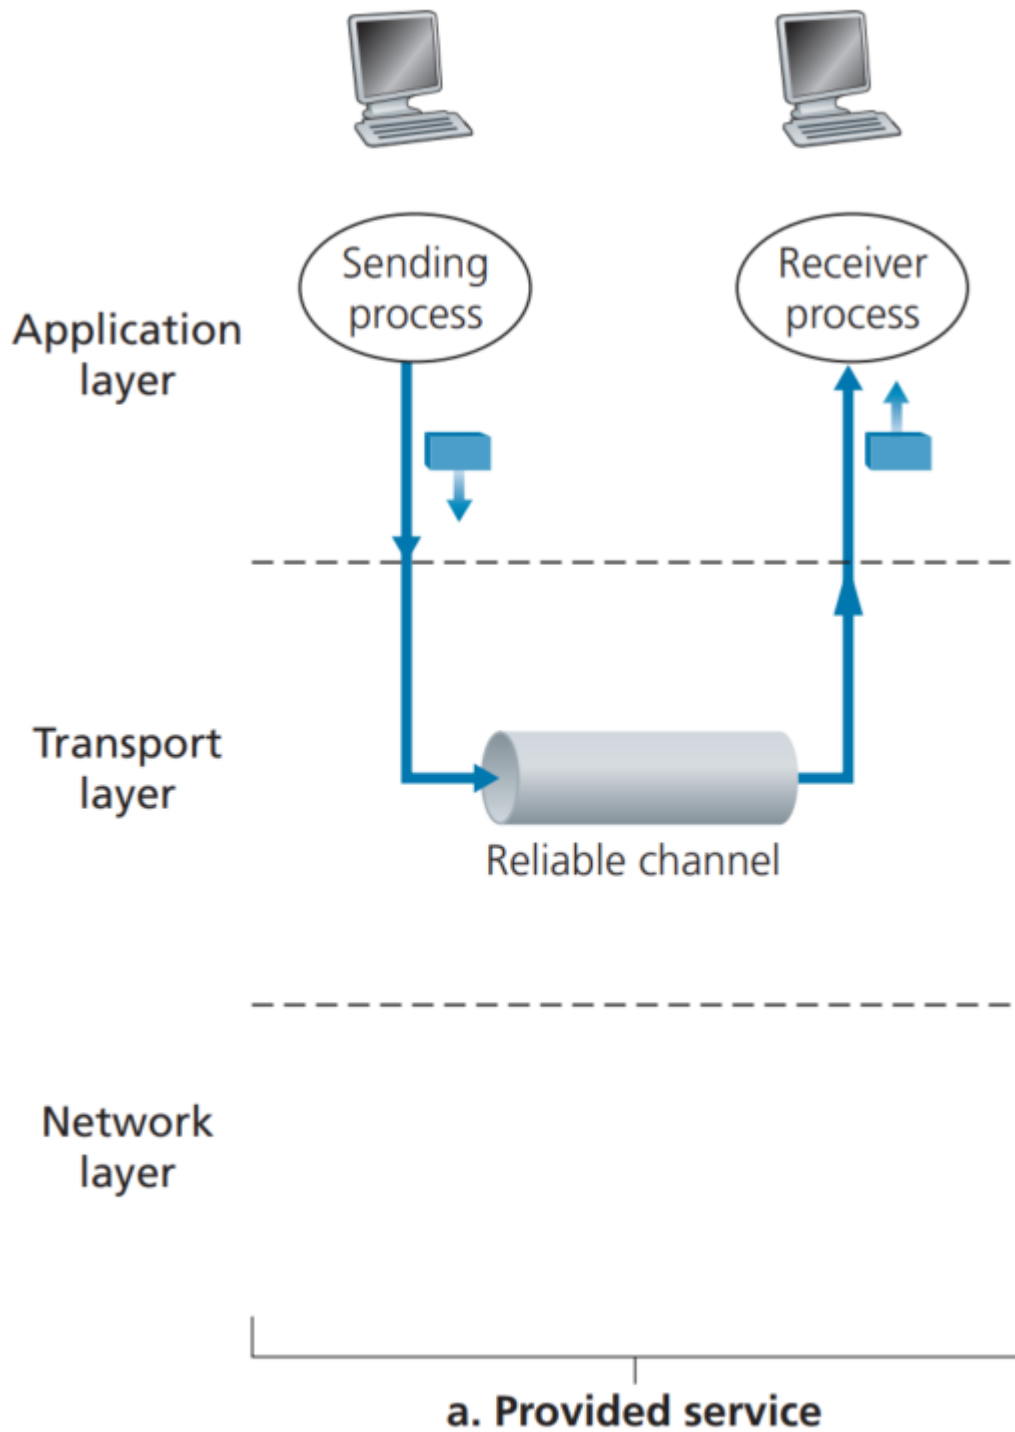 Sending
process
Receiver
process
Application
layer
Transport
layer
Reliable channel
Network
layer
a. Provided service